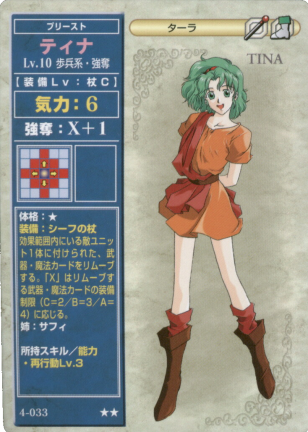 プリースト
ティナ
Lv.10 歩兵系・強奪
【装備Lv:杖C】
気力:6
強奪:X+1
体格:★
装備:シーフの杖
効果範囲内にいる敵ユニッ
ト1体に付けられた、武
器・魔法カードをリムーブ
する。「X」はリムーブす
る武器・魔法カードの装備
制限(C=2/B=3/A=
4)に応じる。
姉:サフィ
所持スキル/能力
・再行動Lv.3
4-033
★★
ターラ
TINA